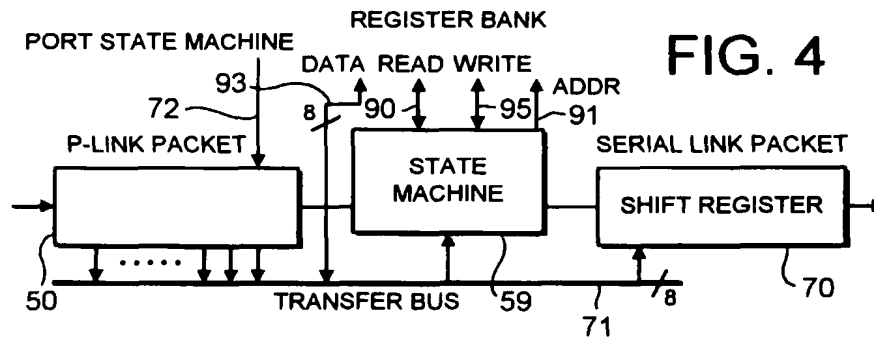 REGISTER BANK
PORT STATE MACHINE
FIG. 4
93
DATA READ WRITE
72
8
90
95
ADDR
91
P-LINK PACKET
SERIAL LINK PACKET
STATE
MACHINE
SHIFT REGISTER
50
TRANSFER BUS
59
71
8
70